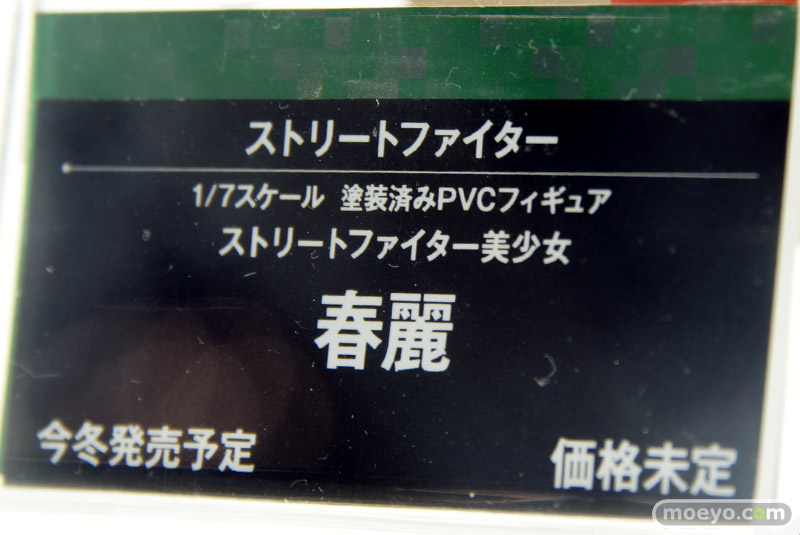 ストリートファイター
1/7スケール 塗装済みPVCフィギュア
ストリートファイター美少女
春麗
今冬発売予定
価格未定
moeyo.com